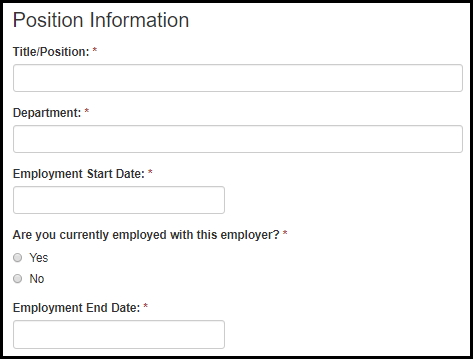 Position Information
Title/Position: *
Department: *
Employment Start Date: *
Are you currently employed with this employer? *
Yes
No
Employment End Date: *